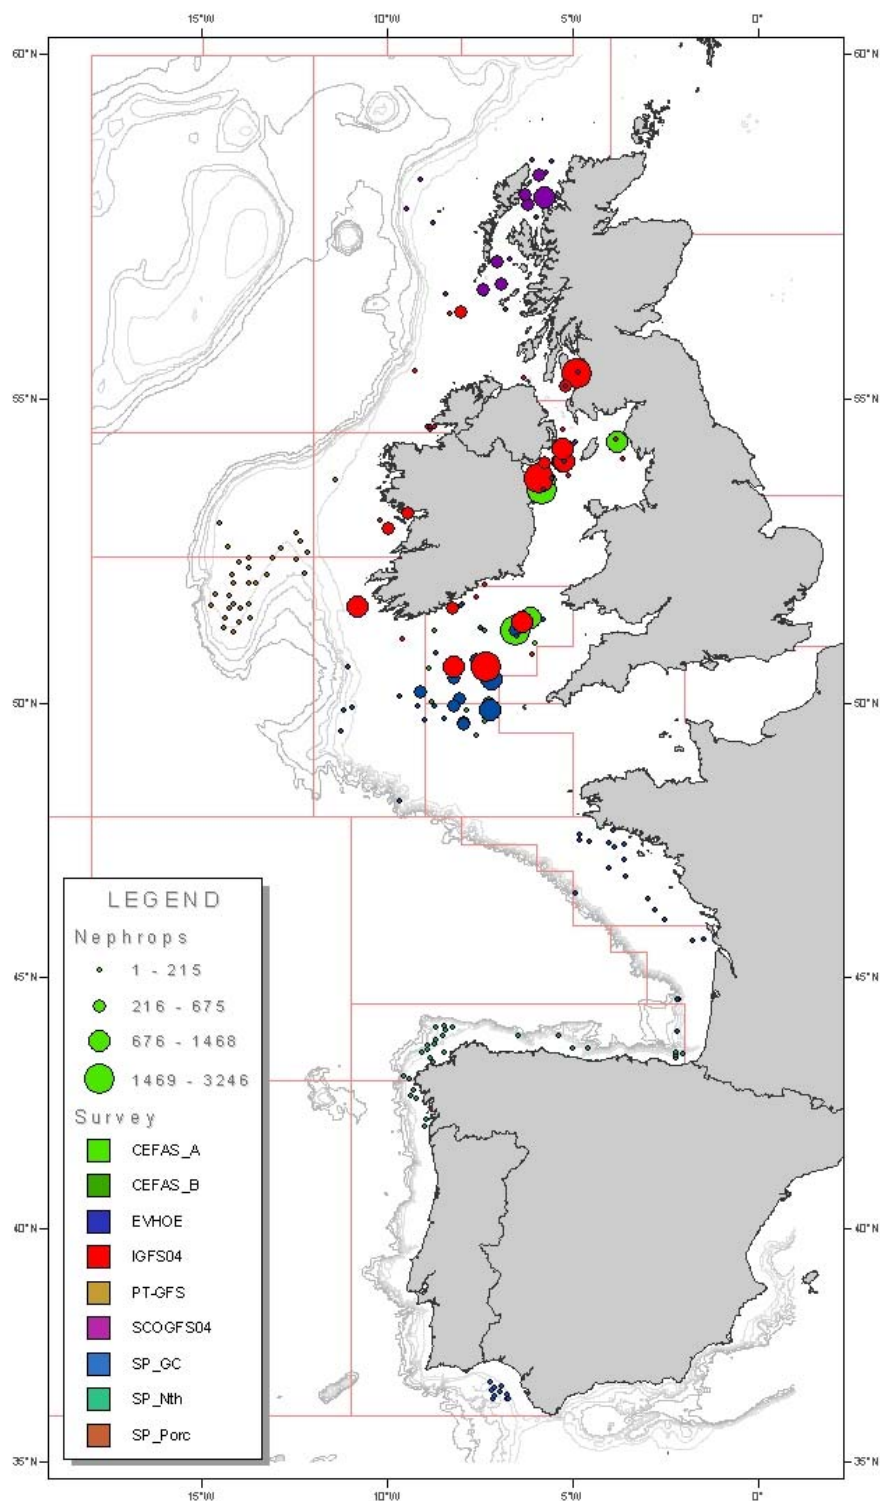 15°W 10°W 5°W 0°
60°N 60°N
55°N 55°N
50°N 50°N
LEGEND
Nephrops
1 - 215
216 - 675
676 - 1468
1469 - 3246
Survey
CEFAS_A
CEFAS_B
EVHOE
IGFS04
PT-GFS
SCOGFS04
SP_GC
SP_Nth
SP_Porc
45°N 45°N
40°N 40°N
35°N 35°N
15°W 10°W 5°W 0°